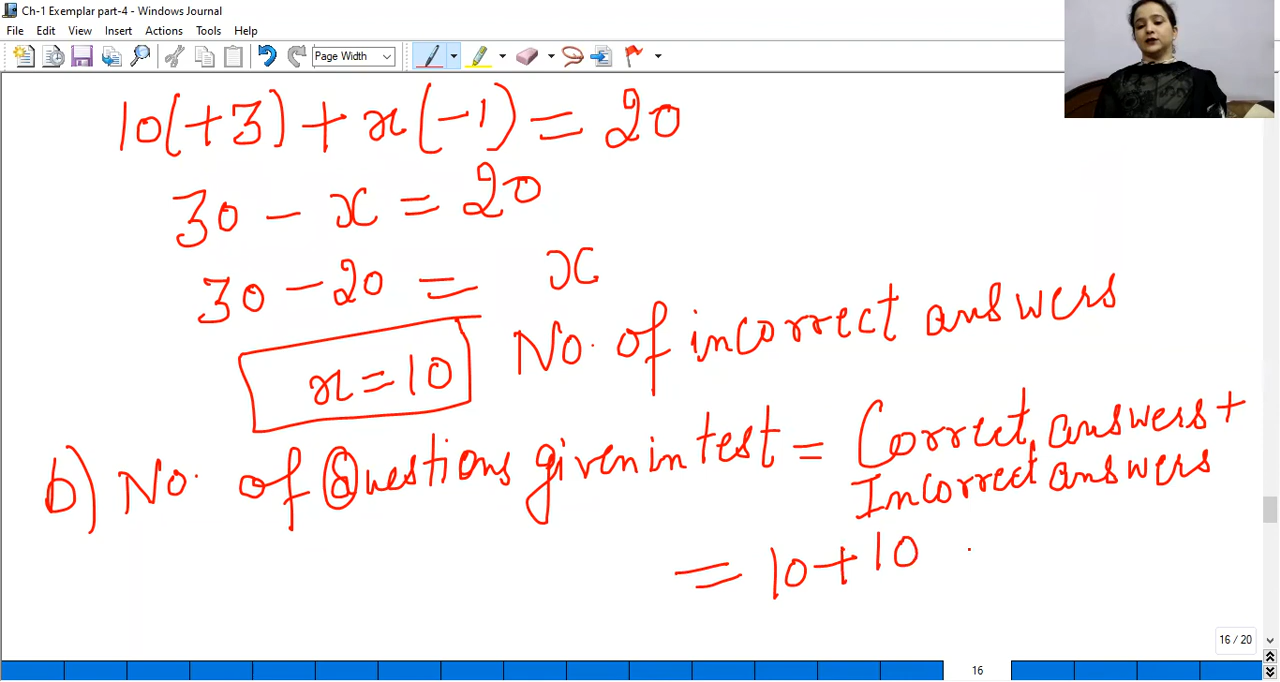 Ch-1 Exemplar part-4 - Windows Journal
File Edit View Insert Actions Tools Help
Page Width
10(+3) + x(-1) = 20
30 - x = 20
30 - 20 = x
x = 10 No. of incorrect answers
b) No. of Questions given in test = Correct answers +
Incorrect answers
= 10 + 10
16 / 20
16